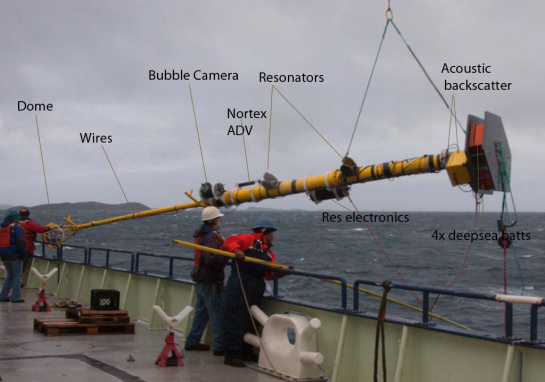 Dome
Wires
Bubble Camera
Nortex
ADV
Resonators
Acoustic
backscatter
Res electronics
4x deepsea batts